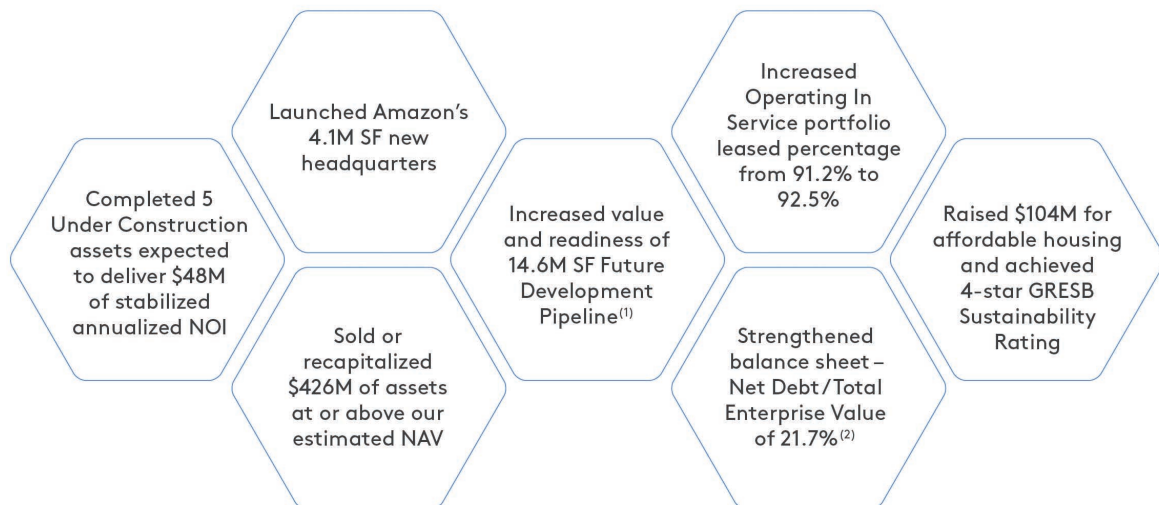 Completed 5
Under Construction
assets expected
to deliver $48M
of stabilized
annualized NOI
Launched Amazon’s
4.1M SF new
headquarters
Sold or
recapitalized
$426M of assets
at or above our
estimated NAV
Increased value
and readiness of
14.6M SF Future
Development
Pipeline(1)
Increased
Operating In
Service portfolio
leased percentage
from 91.2% to
92.5%
Strengthened
balance sheet –
Net Debt/Total
Enterprise Value
of 21.7%(2)
Raised $104M for
affordable housing
and achieved
4-star GRESB
Sustainability
Rating